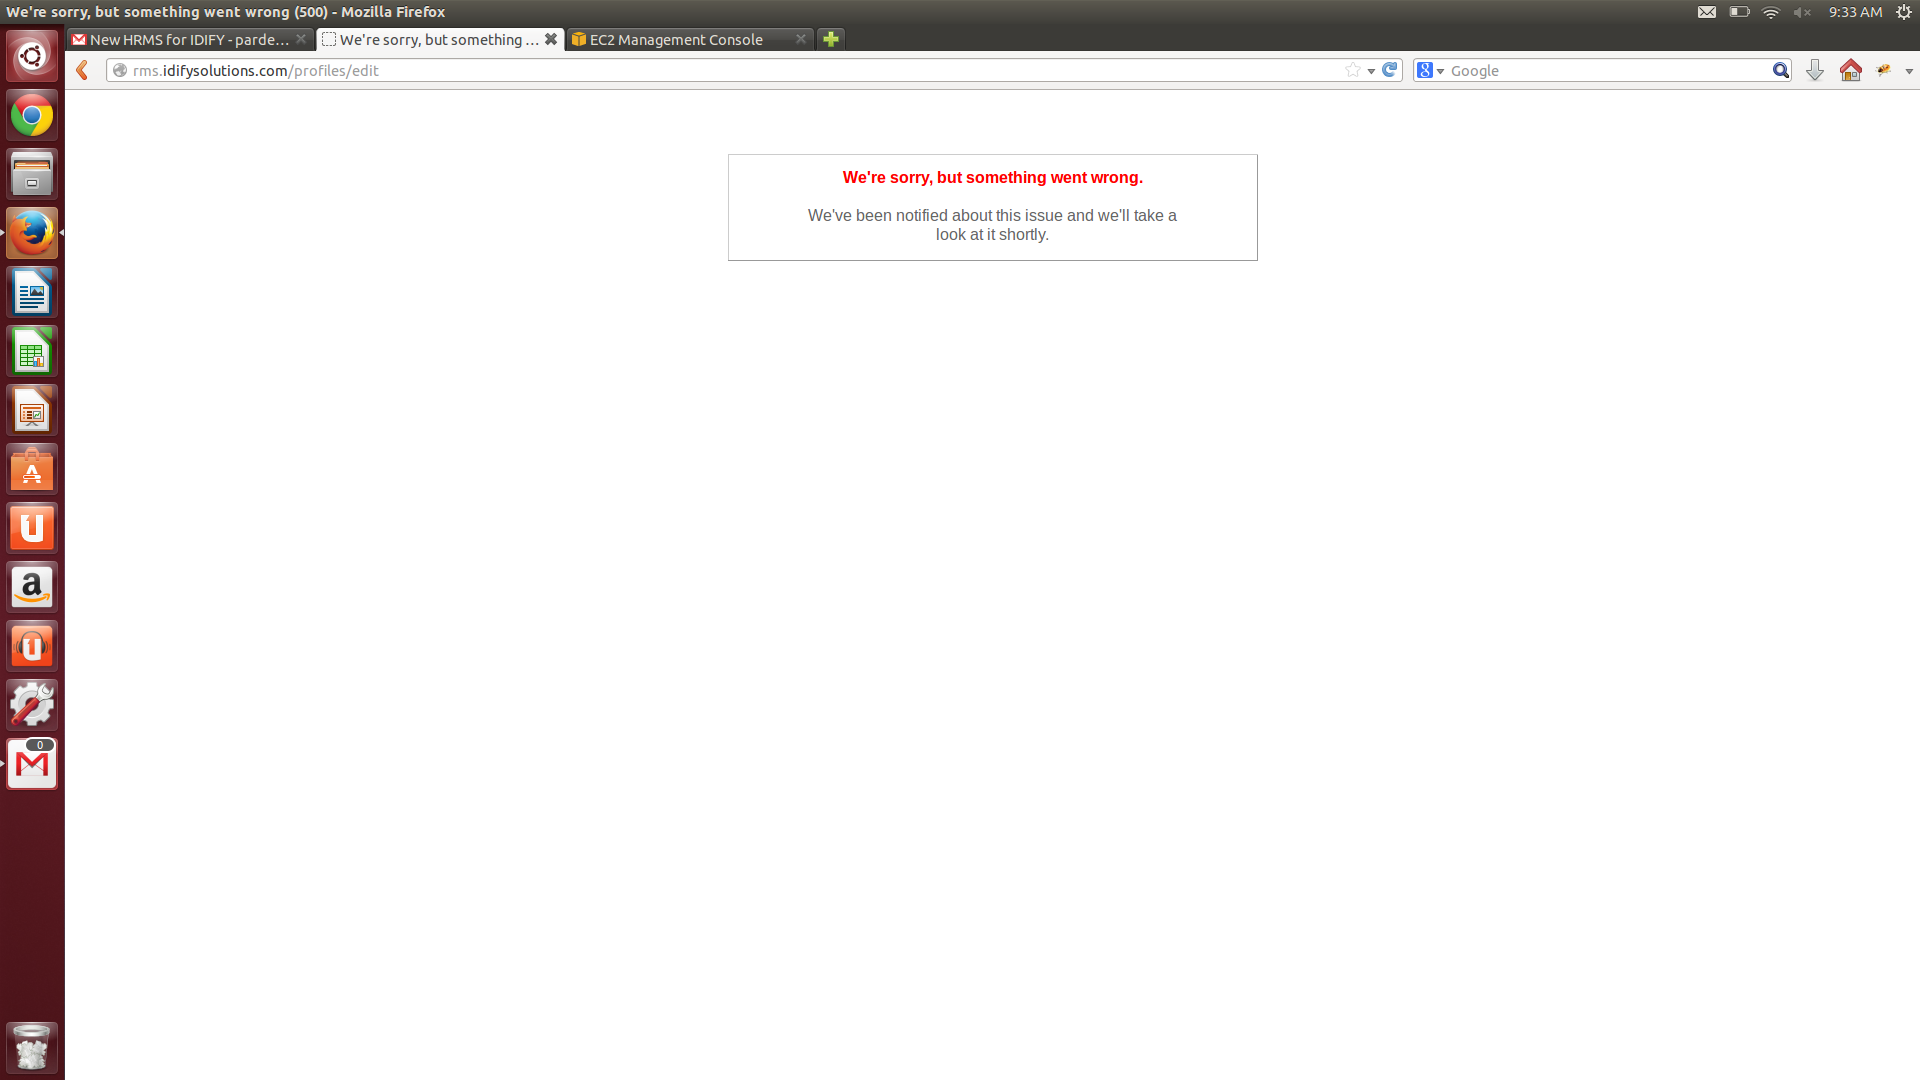 We're sorry, but something went wrong (500) - Mozilla Firefox
9:33 AM
New HRMS for IDIFY - parde...
We're sorry, but something ...
EC2 Management Console
rms.idifysolutions.com/profiles/edit
8
Google
We're sorry, but something went wrong.
We've been notified about this issue and we'll take a
look at it shortly.
A
u
a
u
0
M